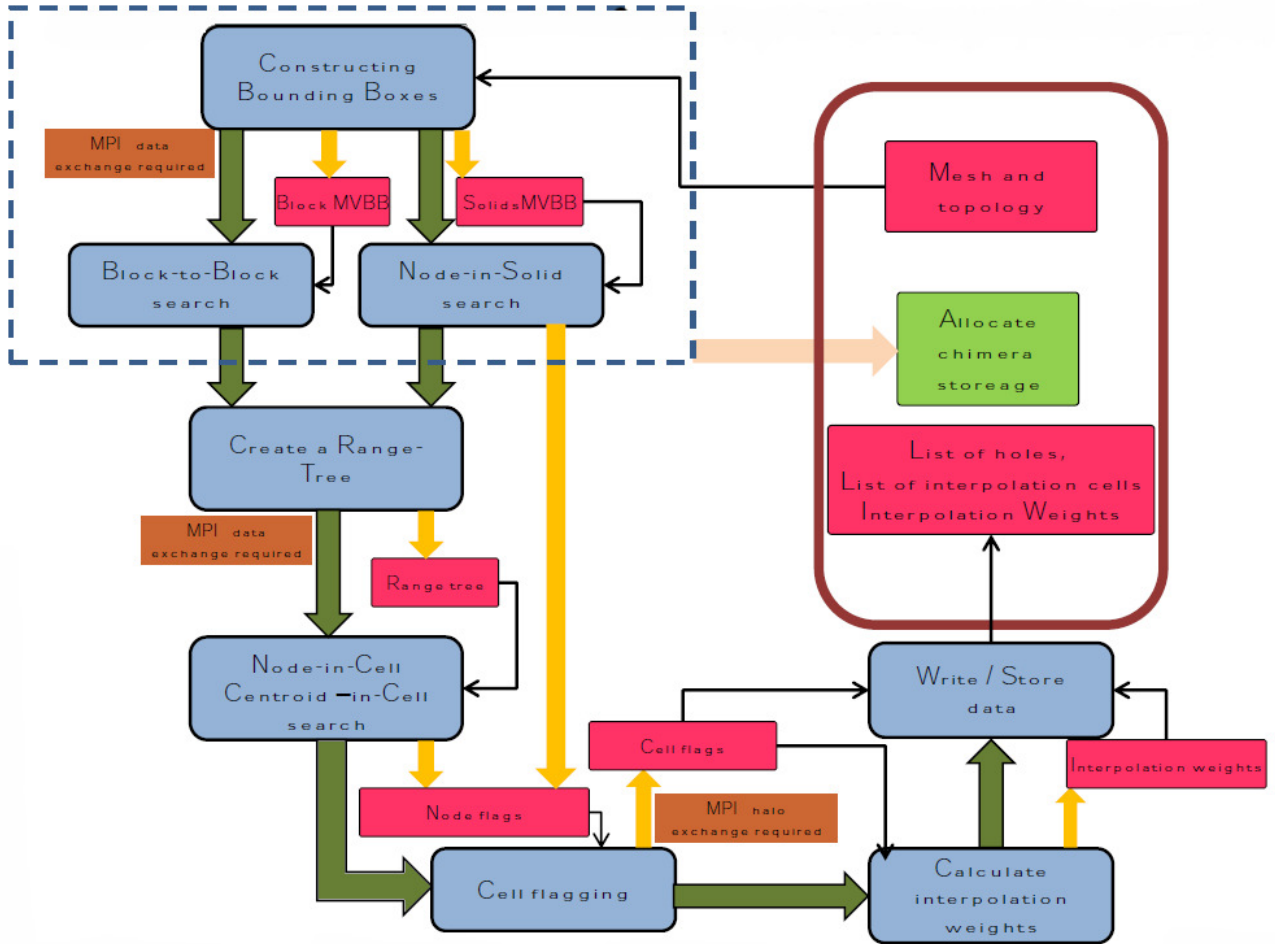 Constructing
Bounding Boxes
MPI data
exchange required
Block MVBB
Solids MVBB
Mesh and
topology
Block-to-Block
search
Node-in-Solid
search
Allocate
chimera
storeage
Create a Range-
Tree
List of holes,
List of interpolation cells
Interpolation Weights
MPI data
exchange required
Range tree
Node-in-Cell
Centroid –in-Cell
search
Write / Store
data
Cell flags
Interpolation weights
Node flags
MPI halo
exchange required
Cell flagging
Calculate
interpolation
weights